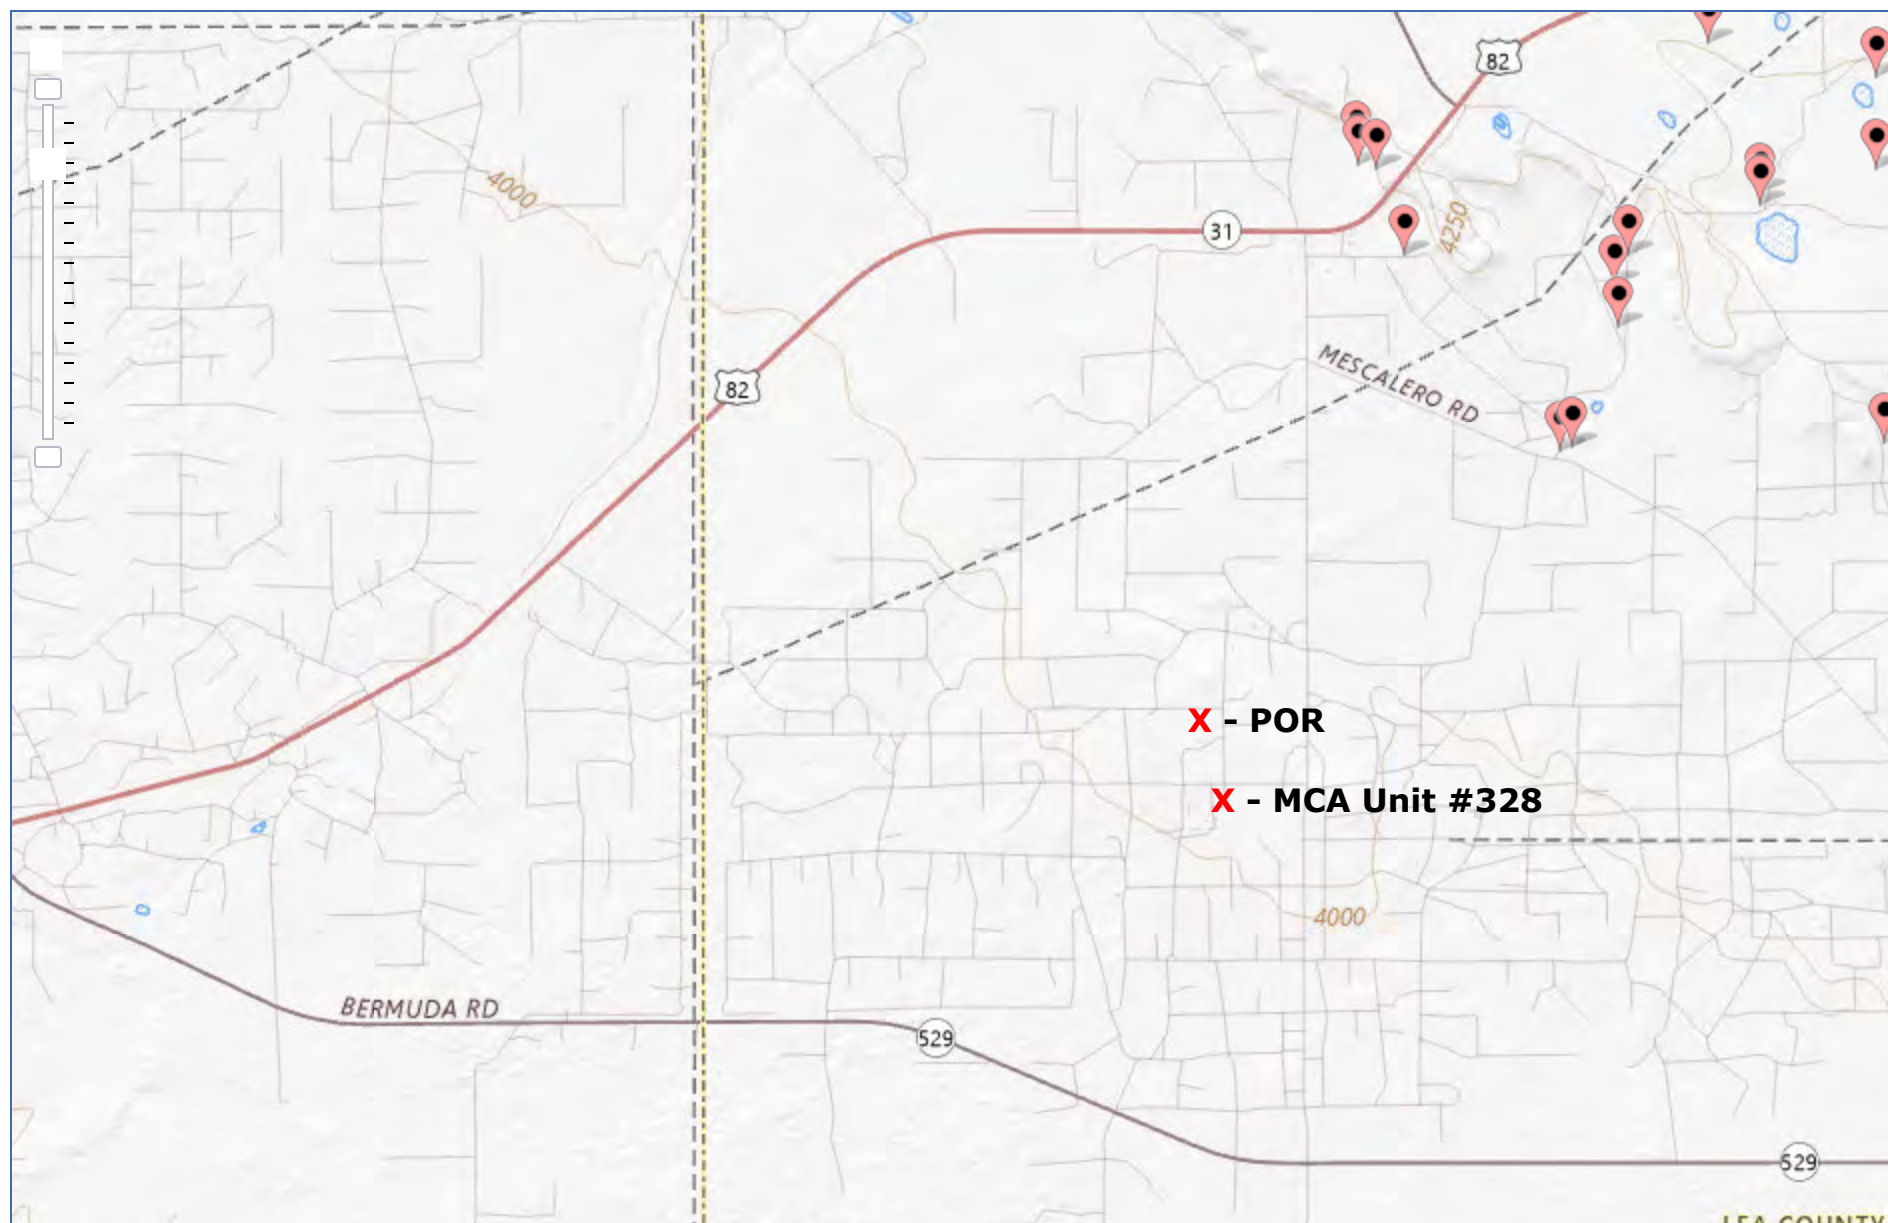 82
4000
4250
31
MESCALERO RD
82
X - POR
X - MCA Unit #328
4000
BERMUDA RD
529
529
LEA COUNTY